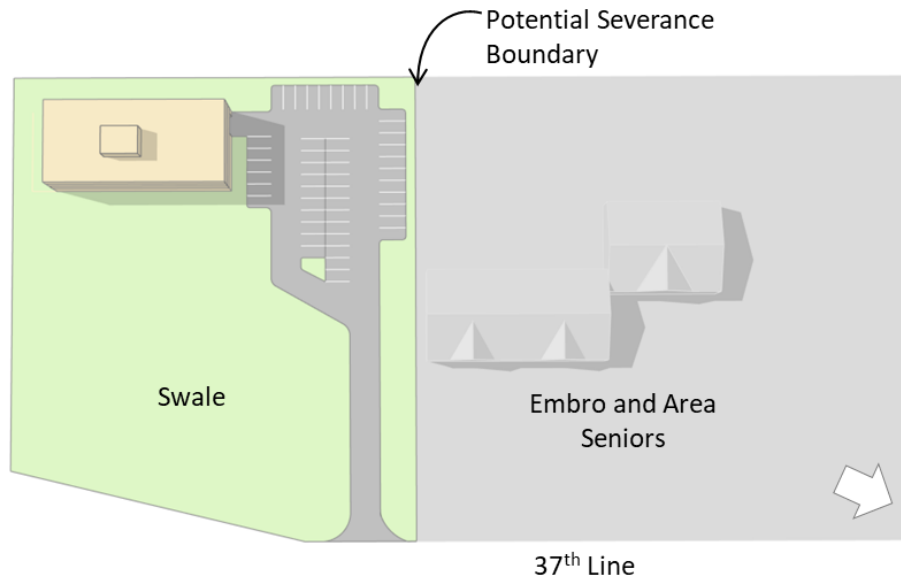 Potential Severance
Boundary
Swale
Embro and Area
Seniors
37th Line